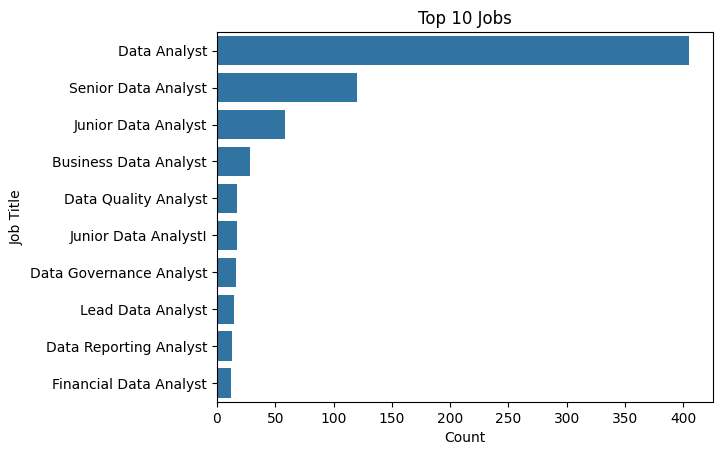 Top 10 Jobs
Job Title
Data Analyst
Senior Data Analyst
Junior Data Analyst
Business Data Analyst
Data Quality Analyst
Junior Data AnalystI
Data Governance Analyst
Lead Data Analyst
Data Reporting Analyst
Financial Data Analyst
0 50 100 150 200 250 300 350 400
Count